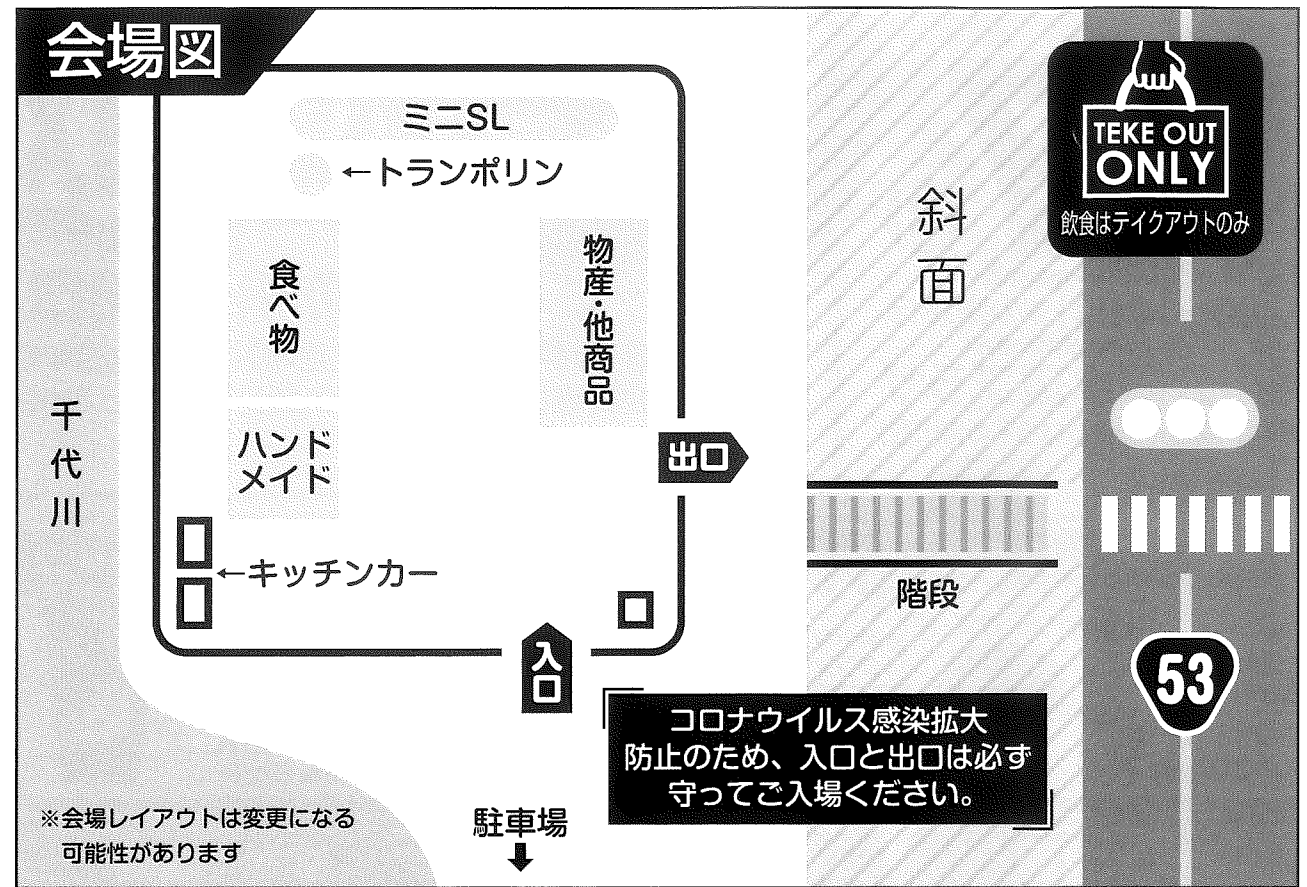 会場図
ミニSL
←トランポリン
食べ物
物産・他商品
ハンド
メイド
←キッチンカー
出口
入口
千代川
斜面
階段
TEKE OUT
ONLY
飲食はテイクアウトのみ
53
コロナウイルス感染拡大
防止のため、入口と出口は必ず
守ってご入場ください。
駐車場
↓
※会場レイアウトは変更になる
可能性があります